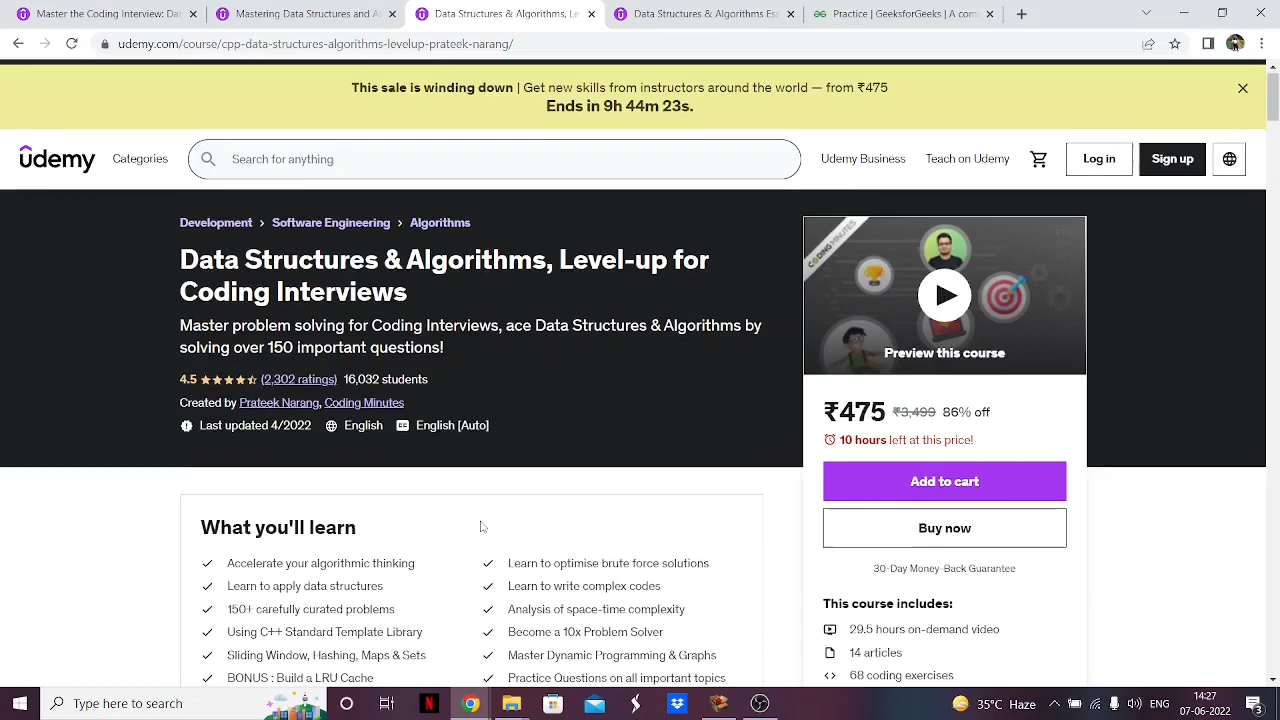 Master the Coding Interview: Dat
Master the Coding Interview: Bi
Data Structures & Algorithms, Le
Data Structures & Algorithms Ess
Practice | GeeksforGeeks | A com
udemy.com/course/cpp-data-structures-algorithms-levelup-prateek-narang/
This sale is winding down | Get new skills from instructors around the world — from ₹475
Ends in 9h 44m 23s.
ûdemy
Categories
Search for anything
Udemy Business
Teach on Udemy
Log in
Sign up
Development > Software Engineering > Algorithms
Data Structures & Algorithms, Level-up for
Coding Interviews
Master problem solving for Coding Interviews, ace Data Structures & Algorithms by
solving over 150 important questions!
4.5 (2,302 ratings) 16,032 students
Created by Prateek Narang, Coding Minutes
Last updated 4/2022 English English [Auto]
CODING MINUTES
Preview this course
₹475 ₹3,499 86% off
10 hours left at this price!
Add to cart
Buy now
30-Day Money-Back Guarantee
This course includes:
29.5 hours on-demand video
14 articles
68 coding exercises
What you'll learn
Accelerate your algorithmic thinking
Learn to apply data structures
150+ carefully curated problems
Using C++ Standard Template Library
Sliding Window, Hashing, Maps & Sets
BONUS : Build a LRU Cache
Learn to optimise brute force solutions
Learn to write complex codes
Analysis of space-time complexity
Become a 10x Problem Solver
Master Dynamic Programming & Graphs
Practice Questions on all important topics
Type here to search
35°C Haze
ENG
14:27
07-06-2022
3